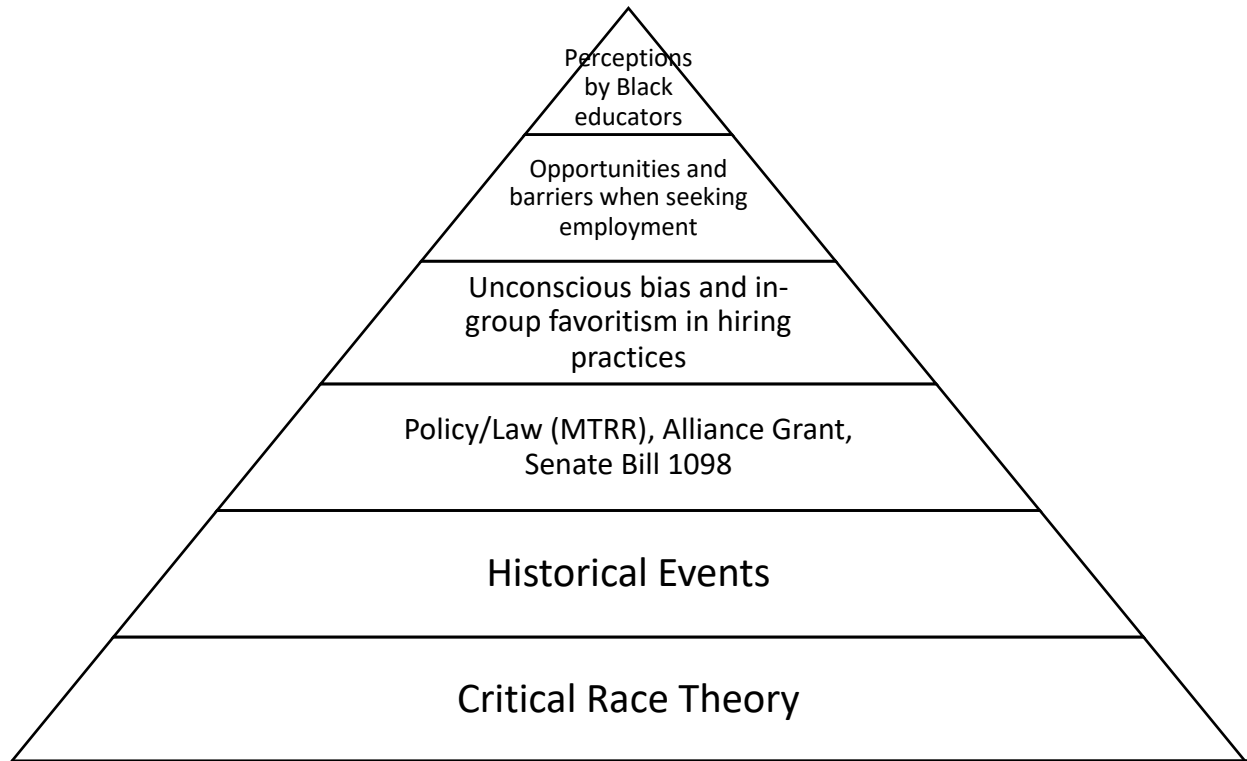 Perceptions
by Black
educators
Opportunities and
barriers when seeking
employment
Unconscious bias and in-
group favoritism in hiring
practices
Policy/Law (MTRR), Alliance Grant,
Senate Bill 1098
Historical Events
Critical Race Theory